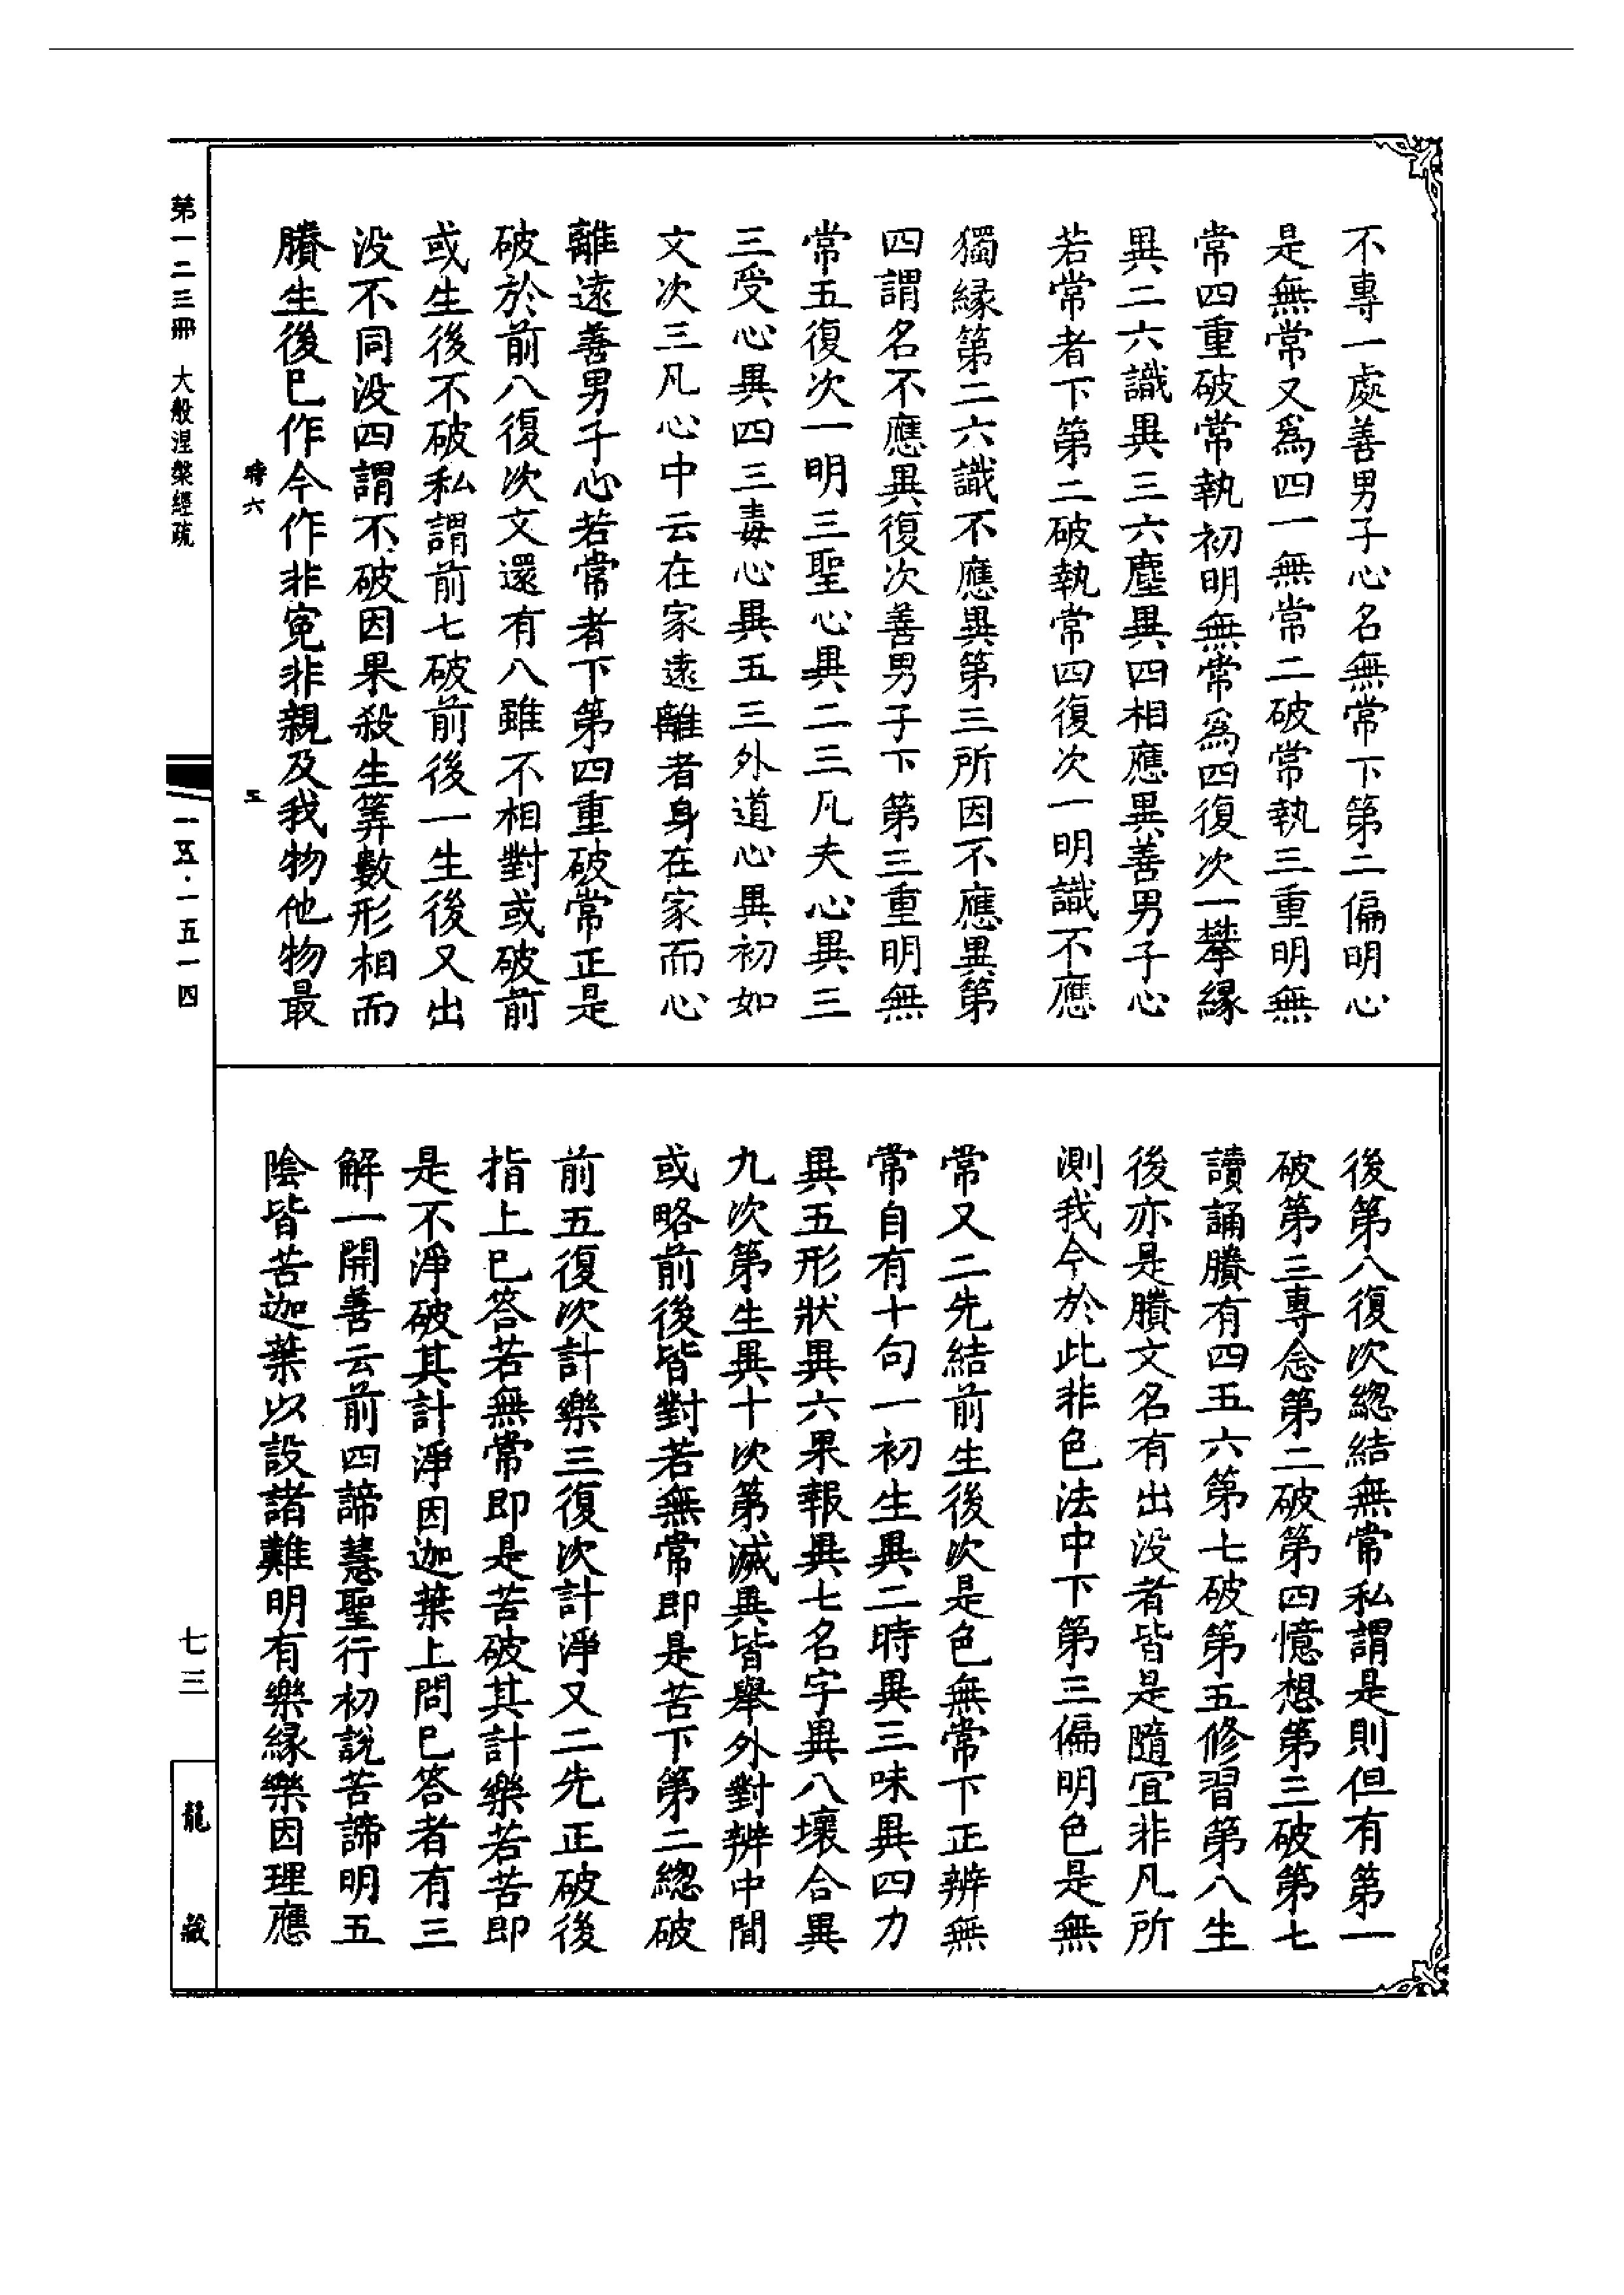 不專一處善男子心名無常下第二偏明心
是無常又爲四一無常二破常執三重明無
常四重破常執初明無常爲四復次一攀緣
異二六識異三六塵異四相應異善男子心
若常者下第二破執常四復次一明識不應
獨緣第二六識不應異第三所因不應異第
四謂名不應異復次善男子下第三重明無
常五復次一明三聖心異二三凡夫心異三
三受心異四三毒心異五三外道心異初如
文次三凡心中云在家遠離者身在家而心
離遠善男子心若常者下第四重破常正是
破於前八復次文還有八雖不相對或破前
或生後不破私謂前七破前後一生後又出
没不同没四謂不破因果殺生筭數形相而
賸生後已作今作非寃非親及我物他物最
後第八復次總結無常私謂是則但有第一
破第三專念第二破第四憶想第三破第七
讀誦賸有四五六第七破第五修習第八生
後亦是賸文名有出没者皆是隨宜非凡所
測我今於此非色法中下第三偏明色是無
常又二先結前生後次是色無常下正辨無
常自有十句一初生異二時異三味異四力
異五形狀異六果報異七名字異八壞合異
九次第生異十次第滅異皆舉外對辨中間
或略前後皆對若無常即是苦下第二總破
前五復次計樂三復次計淨又二先正破後
指上已答若無常即是苦破其計樂若苦即
是不淨破其計淨因迦葉上問已答者有三
解一開善云前四諦慧聖行初說苦諦明五
陰皆苦迦葉以設諸難明有樂緣樂因理應
時六
五
第一二三冊 大般涅槃經疏
一五·一五一四
七三
龍藏